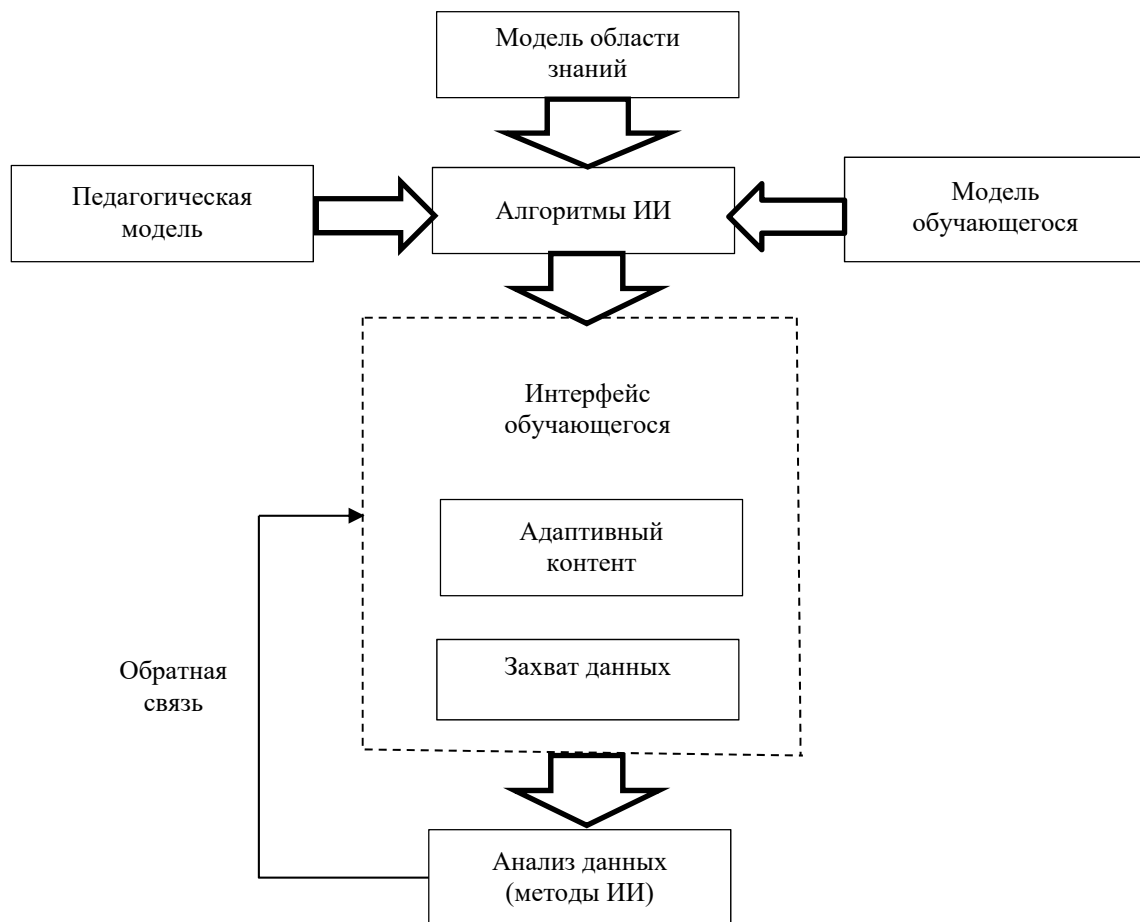 Модель области
знаний
Педагогическая
модель
Алгоритмы ИИ
Модель
обучающегося
Интерфейс
обучающегося
Адаптивный
контент
Захват данных
Обратная
связь
Анализ данных
(методы ИИ)